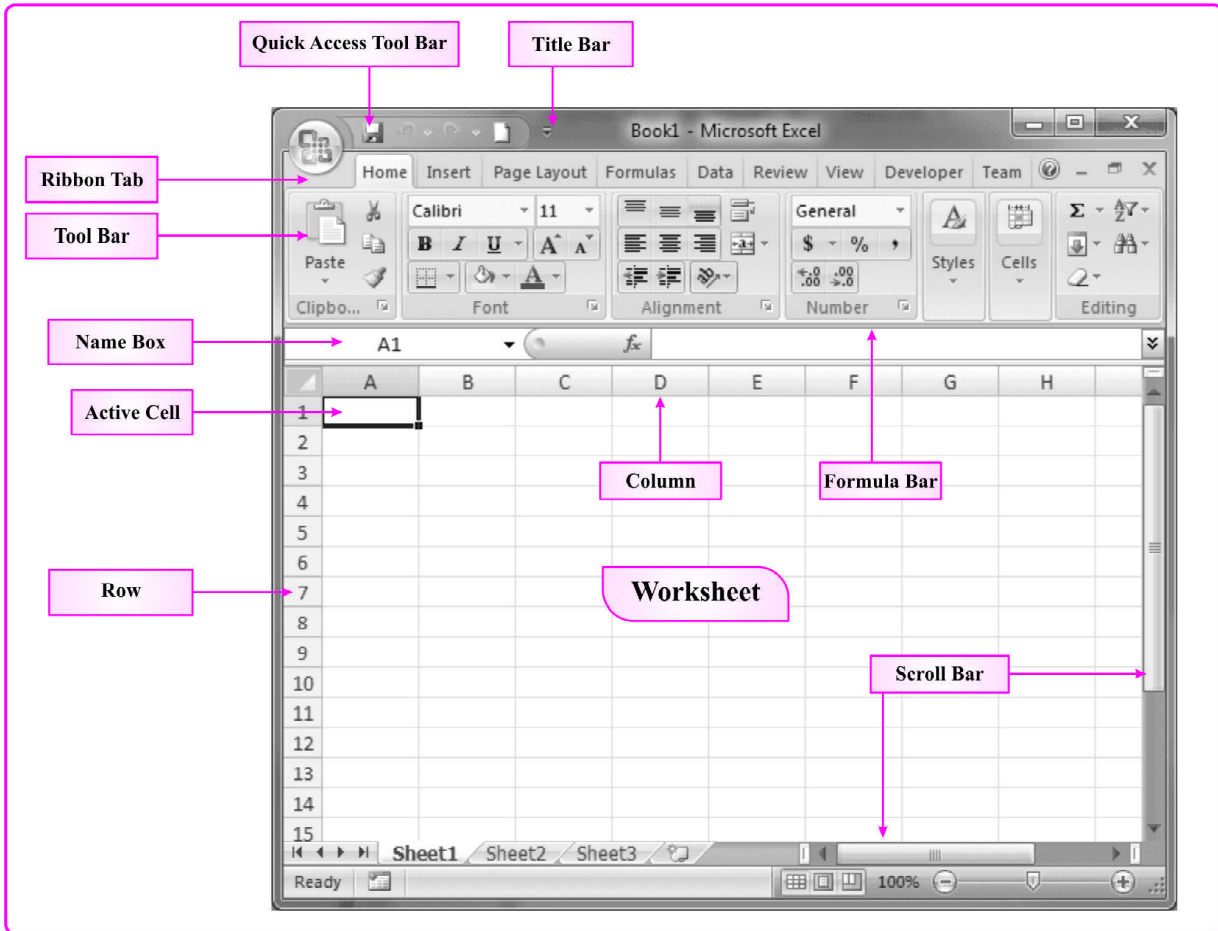 Quick Access Tool Bar
Title Bar
Book1 - Microsoft Excel
Ribbon Tab
Home Insert Page Layout Formulas Data Review View Developer Team
Tool Bar
Calibri 11 General
B I U A A $ % ,
Paste
Styles Cells
Clipbo... Font Alignment Number Editing
Name Box
A1 fx
A B C D E F G H
Active Cell
1
2
3
Column
Formula Bar
4
5
6
Row
7
Worksheet
8
9
Scroll Bar
10
11
12
13
14
15
Sheet1 Sheet2 Sheet3
Ready 100%